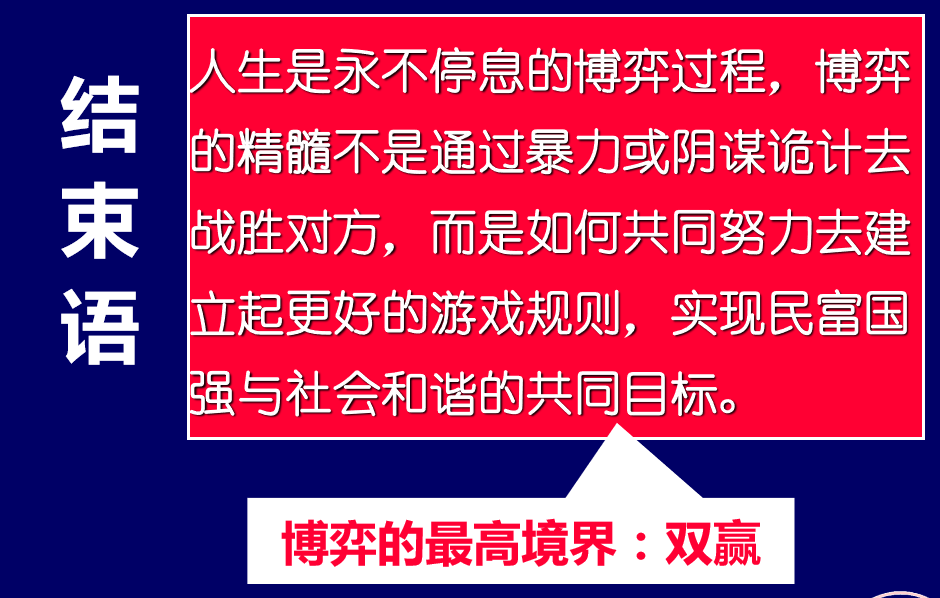 结束语
人生是永不停息的博弈过程，博弈
的精髓不是通过暴力或阴谋诡计去
战胜对方，而是如何共同努力去建
立起更好的游戏规则，实现民富国
强与社会和谐的共同目标。
博弈的最高境界：双赢